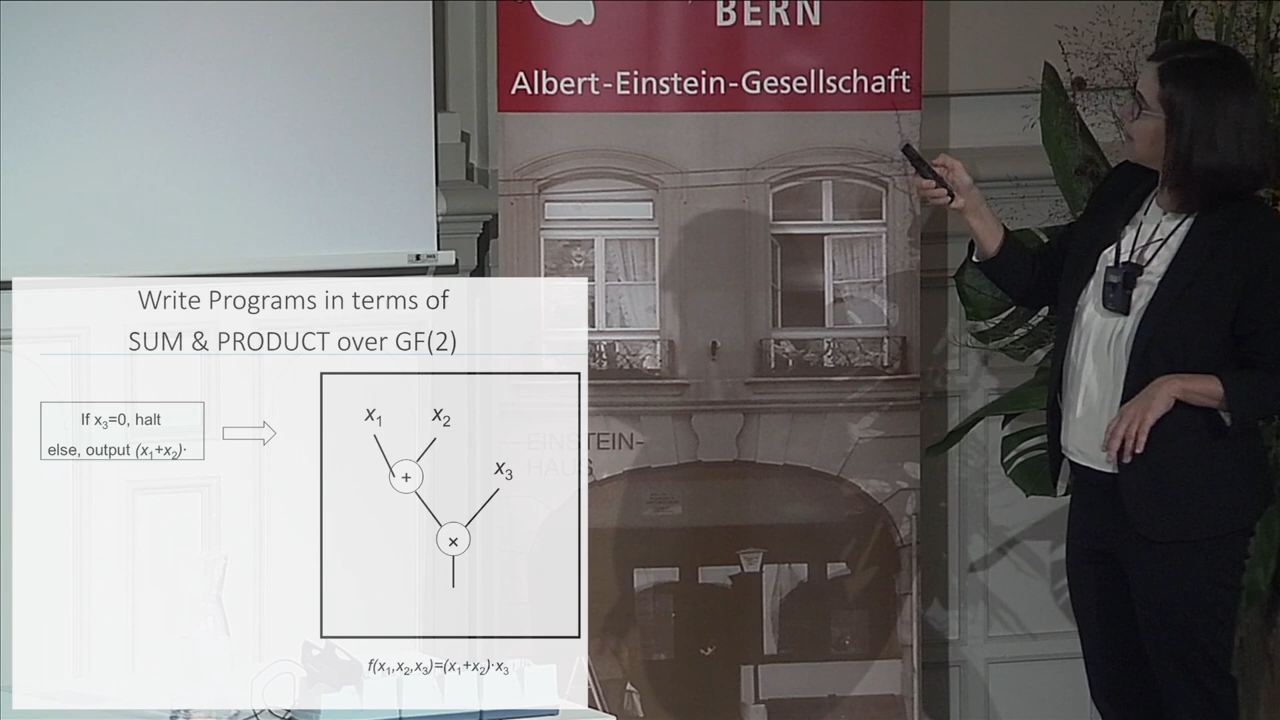 BERN
Albert-Einstein-Gesellschaft
EINSTEIN-
HAUS
Write Programs in terms of
SUM & PRODUCT over GF(2)
If x₃=0, halt
else, output (x₁+x₂)·
x₁
x₂
+
x₃
×
f(x₁,x₂,x₃)=(x₁+x₂)·x₃